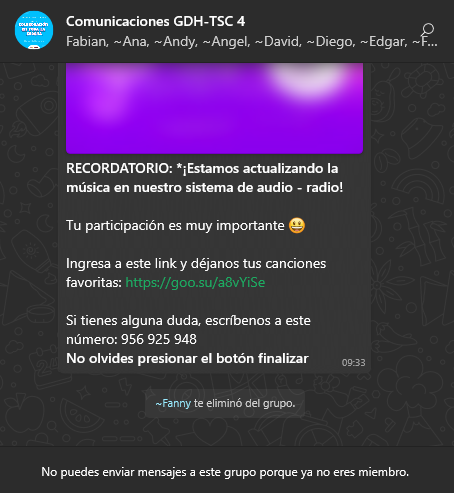 Comunicaciones GDH-TSC 4
Fabian, ~Ana, ~Andy, ~Angel, ~David, ~Diego, ~Edgar, ~F...
RECORDATORIO: *¡Estamos actualizando la
música en nuestro sistema de audio - radio!
Tu participación es muy importante 😃
Ingresa a este link y déjanos tus canciones
favoritas: https://goo.su/a8vYiSe
Si tienes alguna duda, escríbenos a este
número: 956 925 948
No olvides presionar el botón finalizar
09:33
~Fanny te eliminó del grupo.
No puedes enviar mensajes a este grupo porque ya no eres miembro.